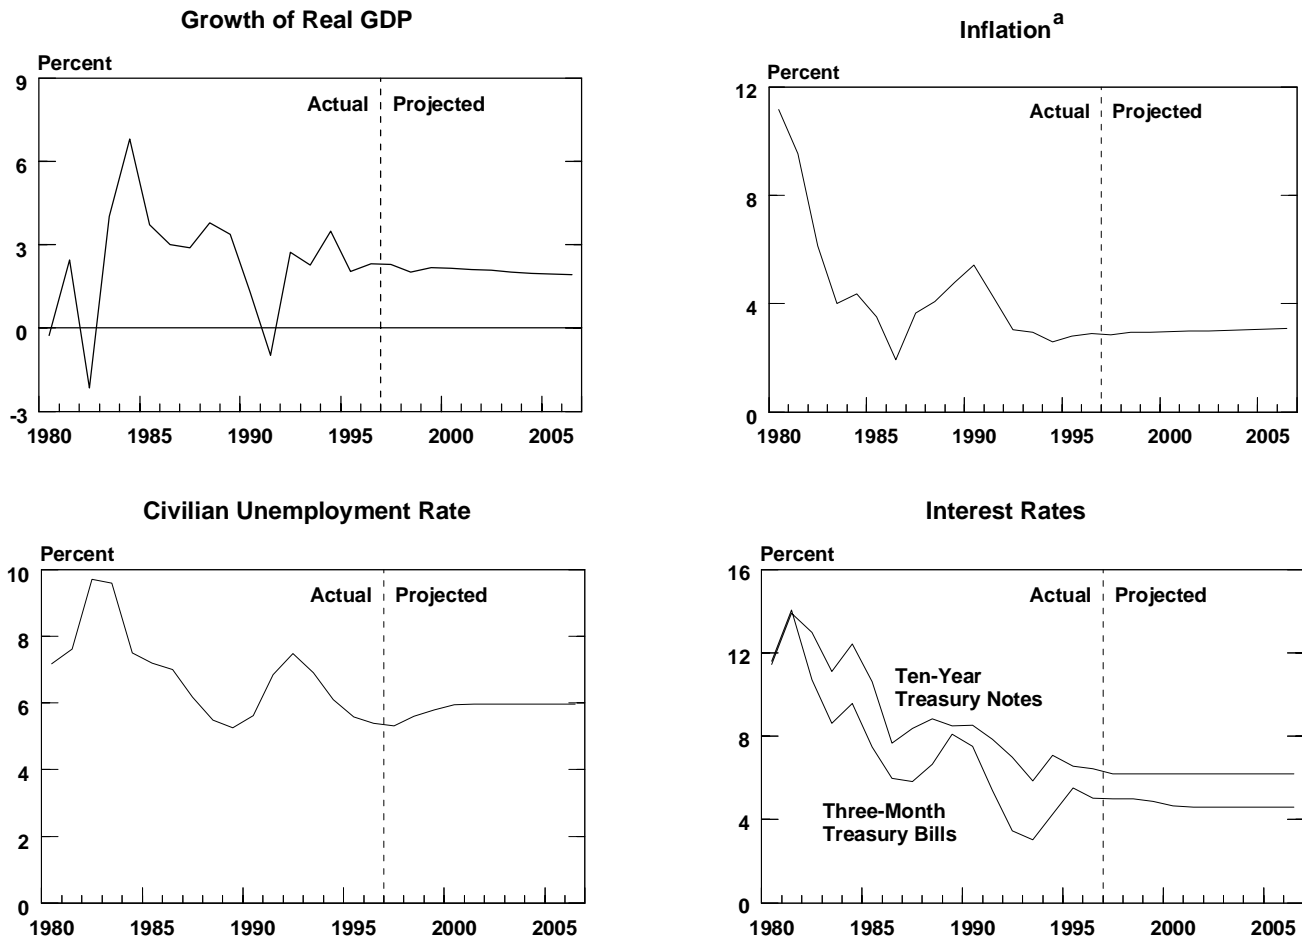 Growth of Real GDP
Percent
9
Actual Projected
6
3
0
-3
1980 1985 1990 1995 2000 2005
Inflation^a
Percent
12
Actual Projected
8
4
0
1980 1985 1990 1995 2000 2005
Civilian Unemployment Rate
Percent
10
Actual Projected
8
6
4
2
0
1980 1985 1990 1995 2000 2005
Interest Rates
Percent
16
Actual Projected
12
Ten-Year
Treasury Notes
8
Three-Month
Treasury Bills
4
0
1980 1985 1990 1995 2000 2005